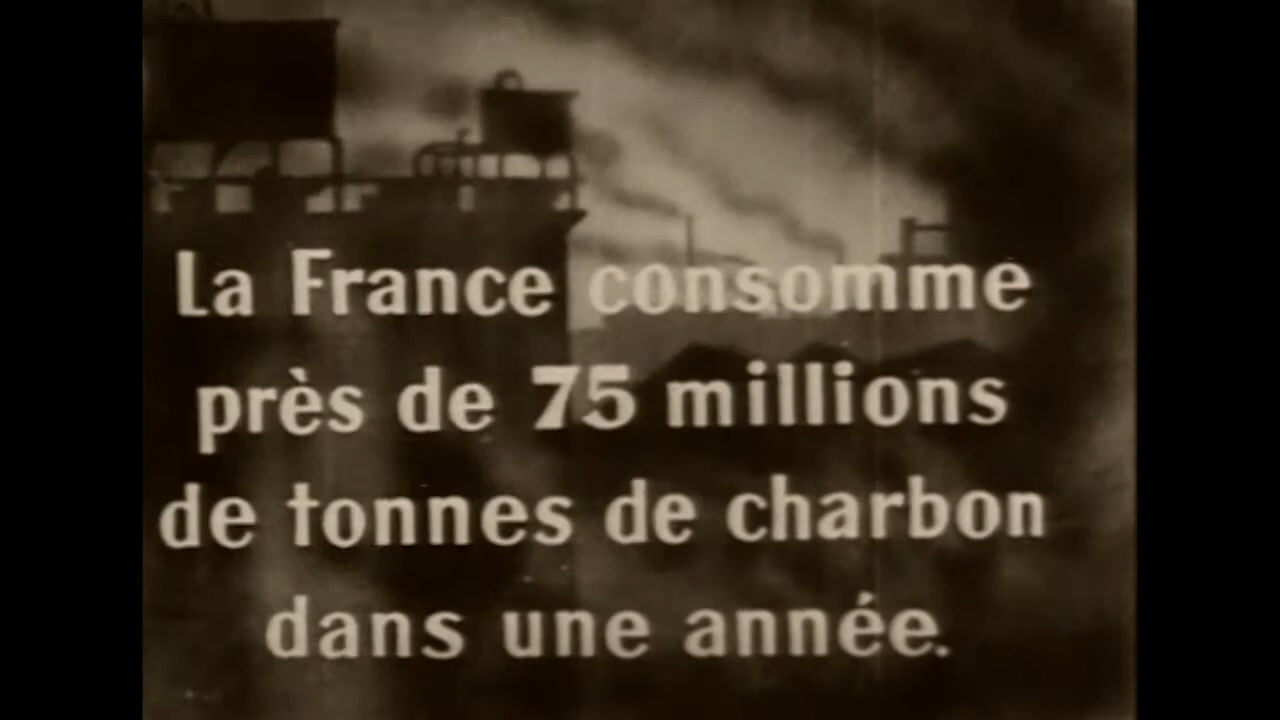 La France consomme
près de 75 millions
de tonnes de charbon
dans une année.